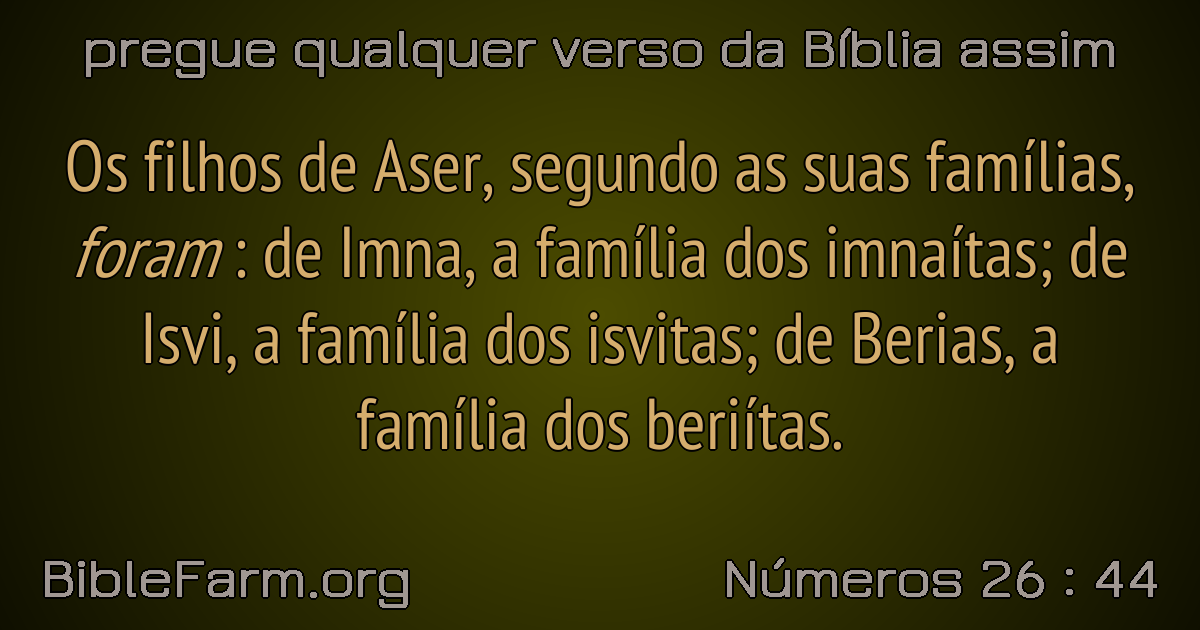 pregue qualquer verso da Bíblia assim
Os filhos de Aser, segundo as suas famílias,
foram : de Imna, a família dos imnaítas; de
Isvi, a família dos isvitas; de Berias, a
família dos beriítas.
BibleFarm.org
Números 26 : 44